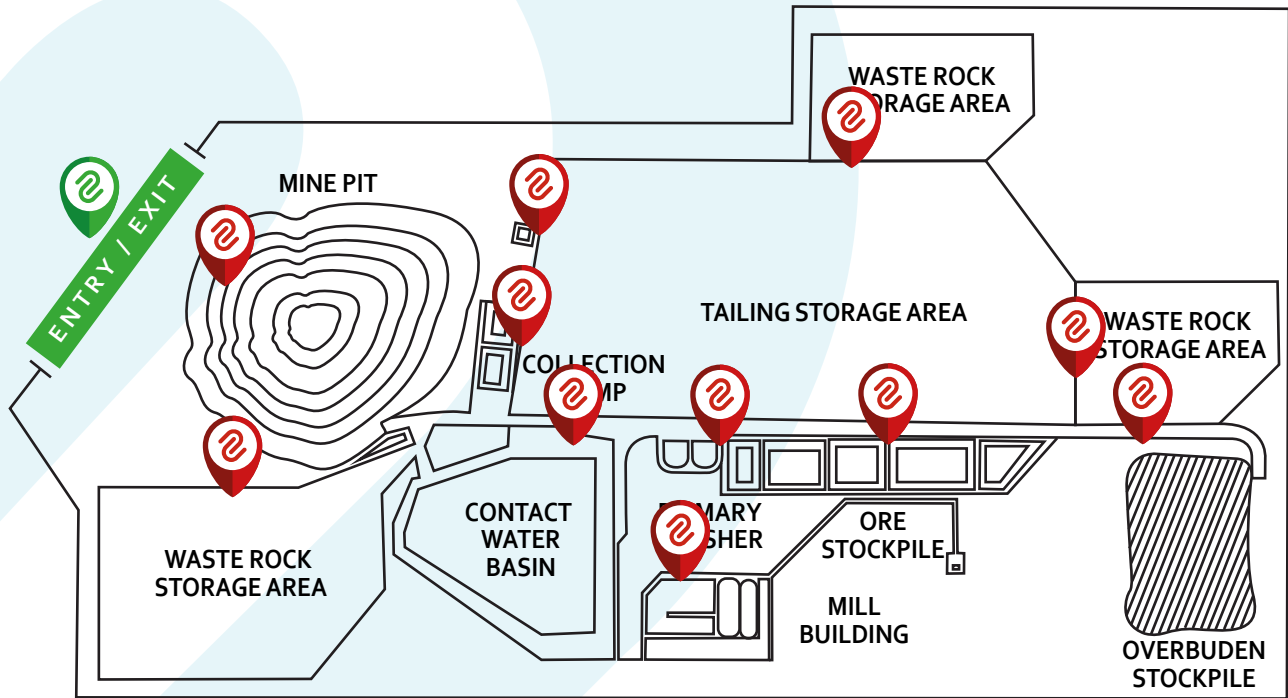 WASTE ROCK
ORAGE AREA
ENTRY / EXIT
MINE PIT
TAILING STORAGE AREA
WASTE ROCK
STORAGE AREA
COLLECTION
MP
CONTACT
WATER
BASIN
MARY
SHER
ORE
STOCKPILE
WASTE ROCK
STORAGE AREA
MILL
BUILDING
OVERBUDEN
STOCKPILE